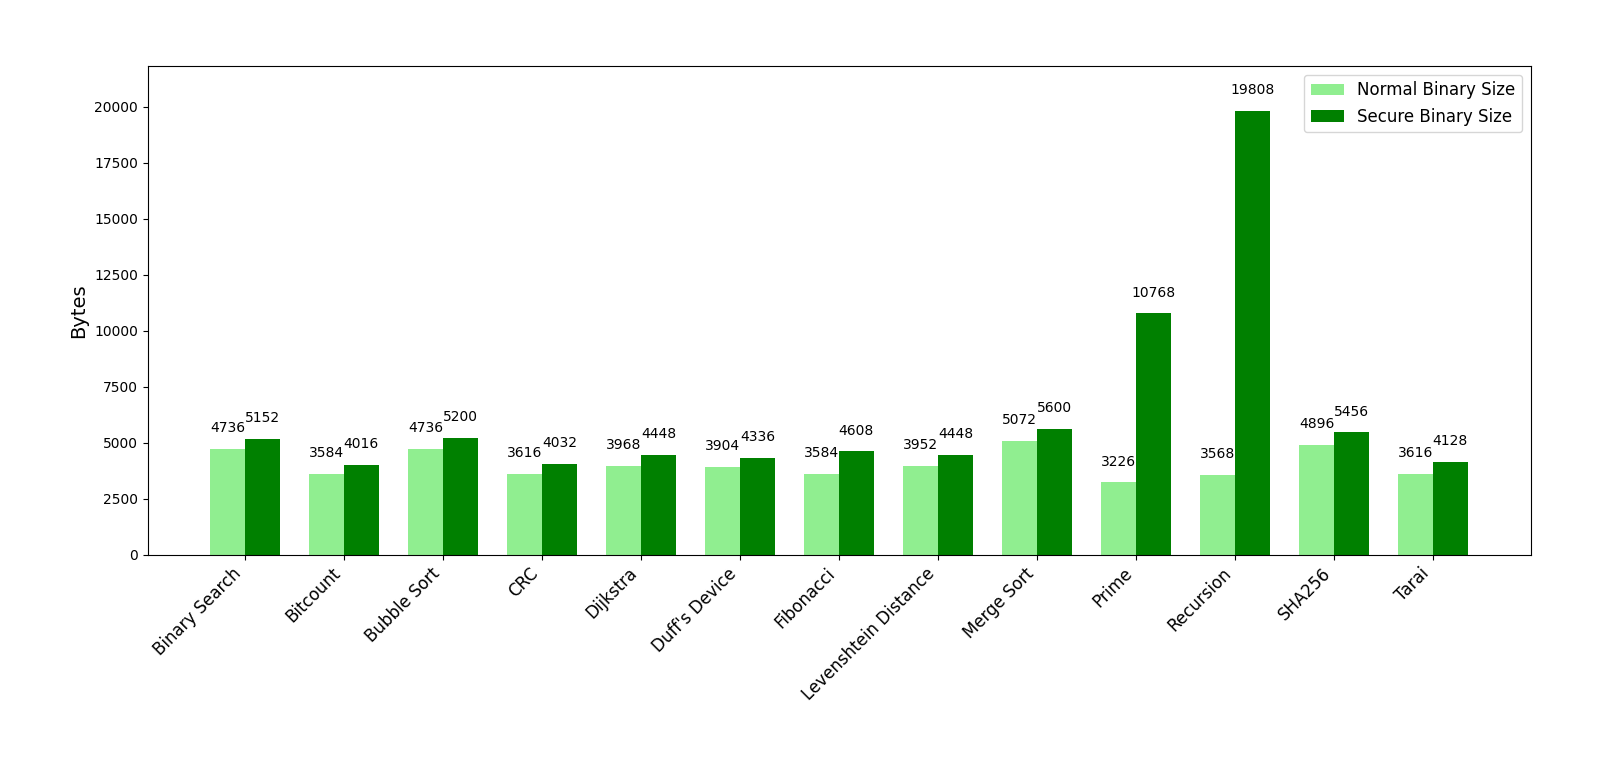 Normal Binary Size
Secure Binary Size
Bytes
20000
17500
15000
12500
10000
7500
5000
2500
0
4736
5152
3584
4016
4736
5200
3616
4032
3968
4448
3904
4336
3584
4608
3952
4448
5072
5600
3226
10768
3568
19808
4896
5456
3616
4128
Binary Search
Bitcount
Bubble Sort
CRC
Dijkstra
Duff's Device
Fibonacci
Levenshtein Distance
Merge Sort
Prime
Recursion
SHA256
Tarai